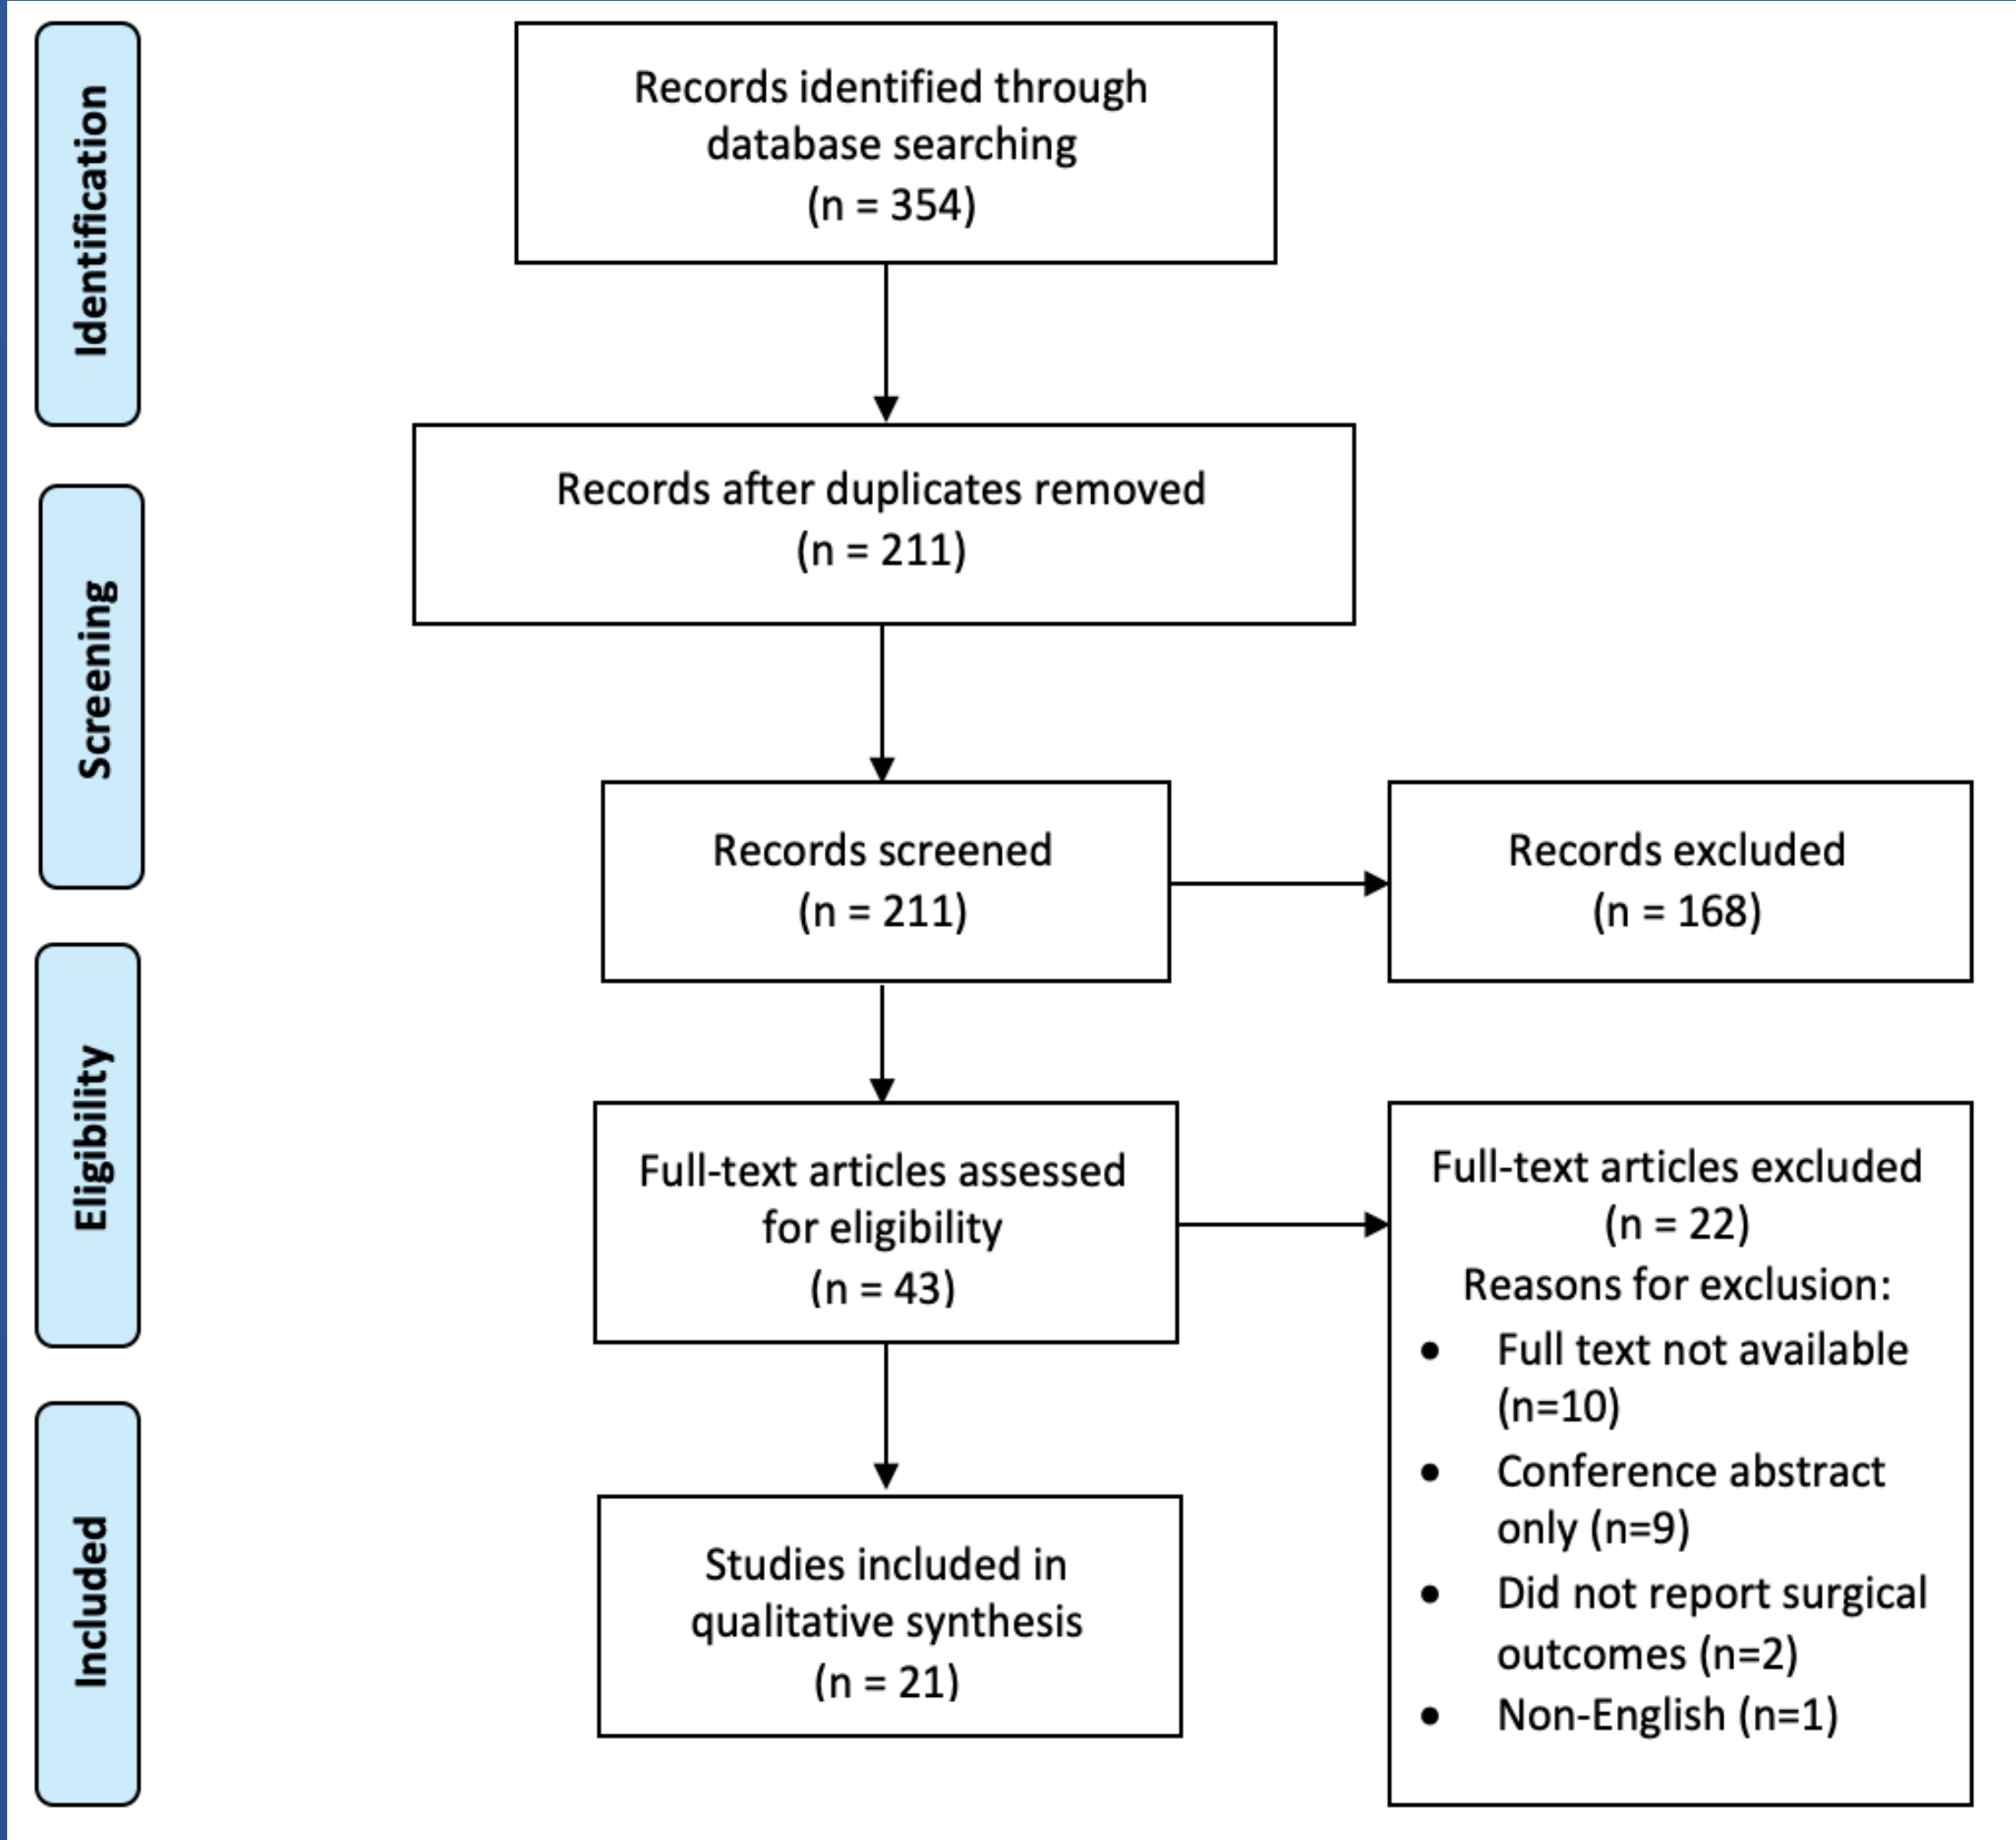 Identification
Records identified through
database searching
(n = 354)
Records after duplicates removed
(n = 211)
Screening
Records screened
(n = 211)
Records excluded
(n = 168)
Eligibility
Full-text articles assessed
for eligibility
(n = 43)
Full-text articles excluded
(n = 22)
Reasons for exclusion:
• Full text not available
(n=10)
• Conference abstract
only (n=9)
• Did not report surgical
outcomes (n=2)
• Non-English (n=1)
Included
Studies included in
qualitative synthesis
(n = 21)